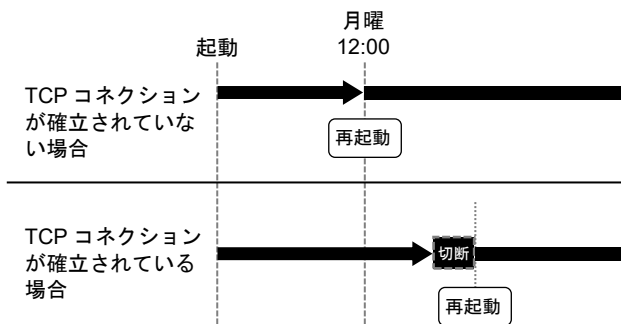 起動
月曜
12:00
TCP コネクション
が確立されていな
い場合
再起動
TCP コネクション
が確立されている
場合
切断
再起動